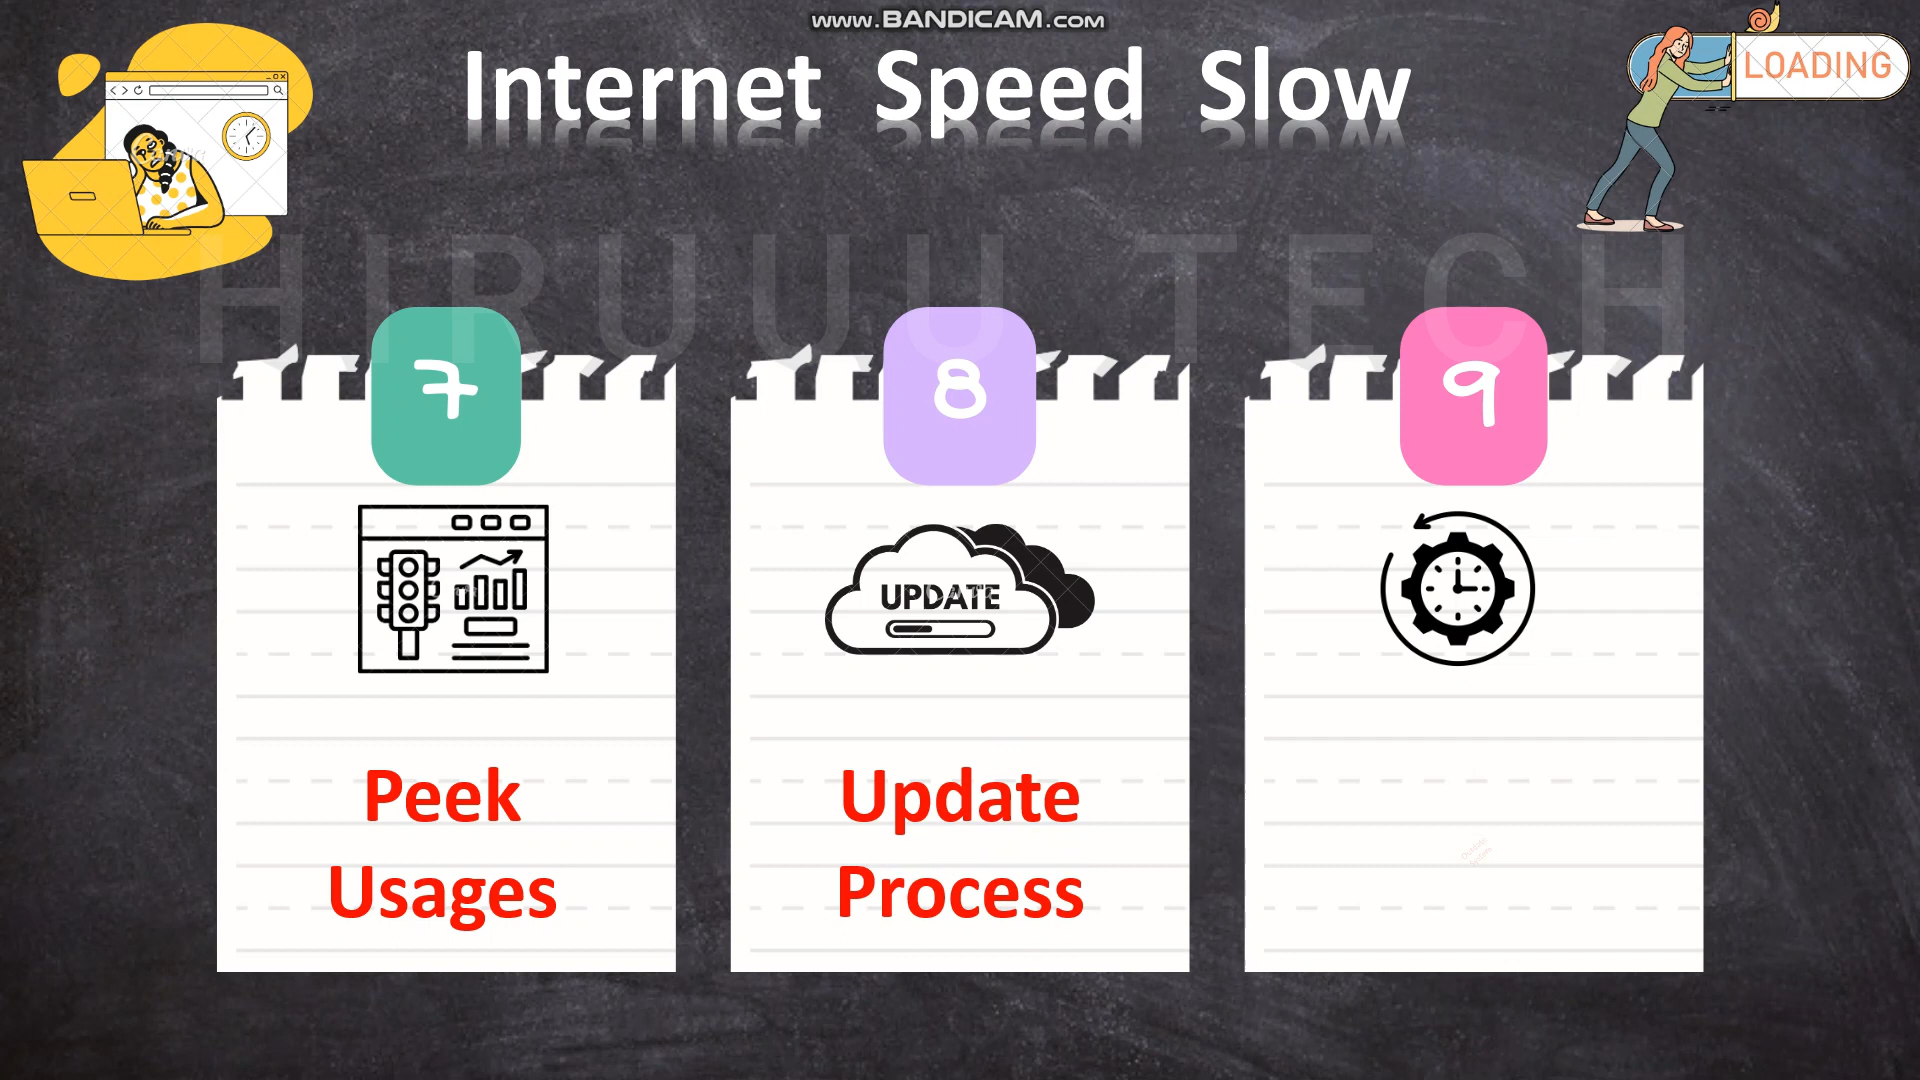 www.BANDICAM.com
Internet Speed Slow
LOADING
HIRUUU TECH
7
8
9
UPDATE
Peek
Usages
Update
Process